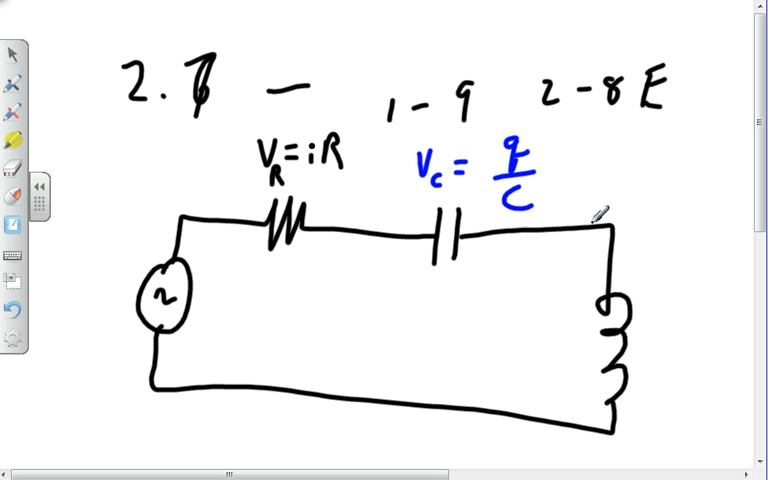 2. — 1 - 9 2 - 8 E
V_R = iR
V_C = q/C
~